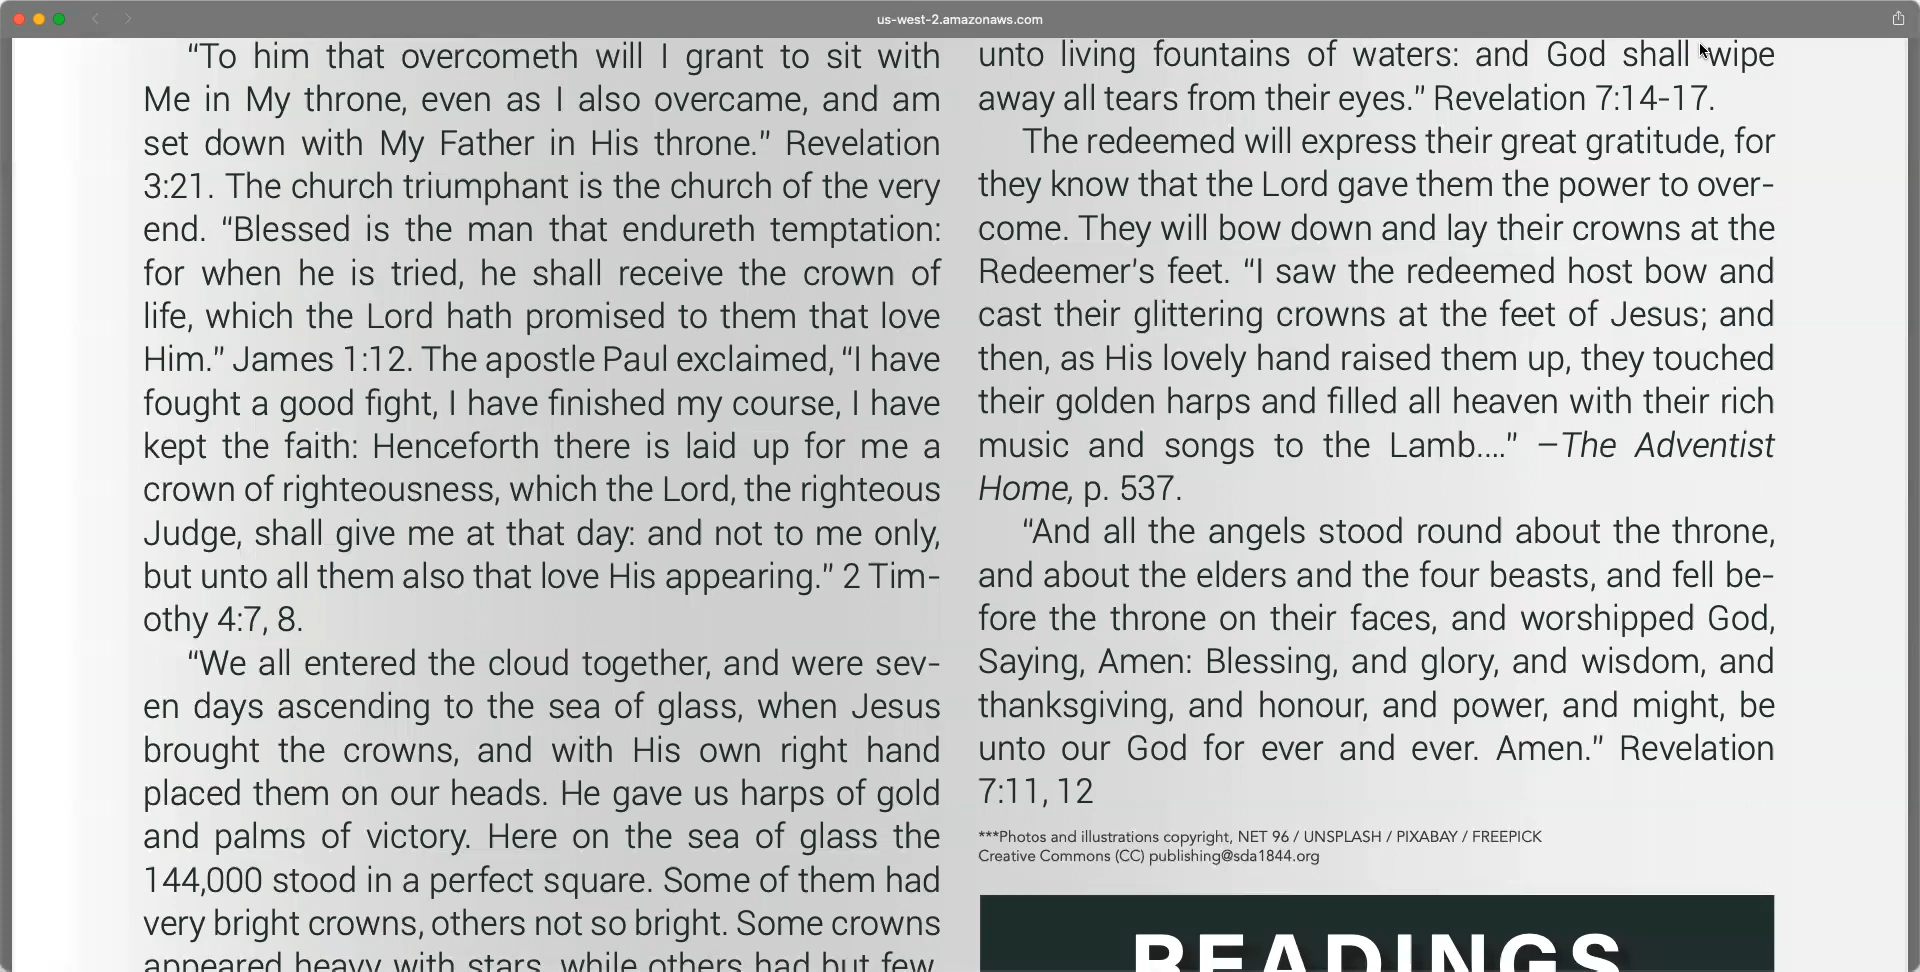 us-west-2.amazonaws.com
“To him that overcometh will I grant to sit with
Me in My throne, even as I also overcame, and am
set down with My Father in His throne.” Revelation
3:21. The church triumphant is the church of the very
end. “Blessed is the man that endureth temptation:
for when he is tried, he shall receive the crown of
life, which the Lord hath promised to them that love
Him.” James 1:12. The apostle Paul exclaimed, “I have
fought a good fight, I have finished my course, I have
kept the faith: Henceforth there is laid up for me a
crown of righteousness, which the Lord, the righteous
Judge, shall give me at that day: and not to me only,
but unto all them also that love His appearing.” 2 Tim-
othy 4:7, 8.
“We all entered the cloud together, and were sev-
en days ascending to the sea of glass, when Jesus
brought the crowns, and with His own right hand
placed them on our heads. He gave us harps of gold
and palms of victory. Here on the sea of glass the
144,000 stood in a perfect square. Some of them had
very bright crowns, others not so bright. Some crowns
appeared heavy with stars, while others had but few.
unto living fountains of waters: and God shall wipe
away all tears from their eyes.” Revelation 7:14-17.
The redeemed will express their great gratitude, for
they know that the Lord gave them the power to over-
come. They will bow down and lay their crowns at the
Redeemer’s feet. “I saw the redeemed host bow and
cast their glittering crowns at the feet of Jesus; and
then, as His lovely hand raised them up, they touched
their golden harps and filled all heaven with their rich
music and songs to the Lamb....” –The Adventist
Home, p. 537.
“And all the angels stood round about the throne,
and about the elders and the four beasts, and fell be-
fore the throne on their faces, and worshipped God,
Saying, Amen: Blessing, and glory, and wisdom, and
thanksgiving, and honour, and power, and might, be
unto our God for ever and ever. Amen.” Revelation
7:11, 12
***Photos and illustrations copyright, NET 96 / UNSPLASH / PIXABAY / FREEPICK
Creative Commons (CC) publishing@sda1844.org
READINGS